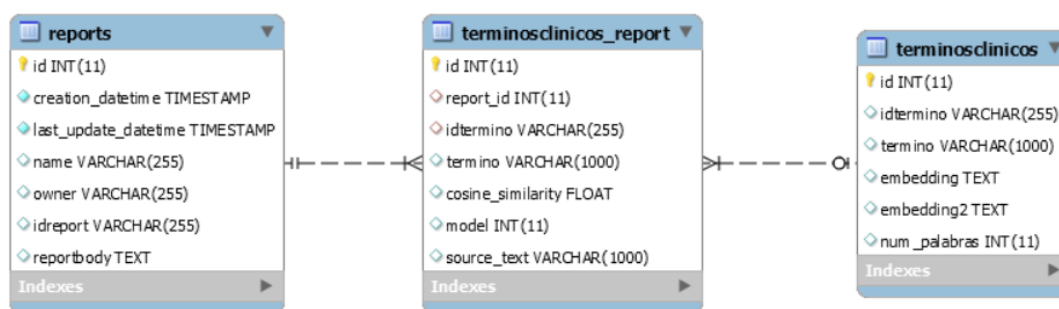 reports
id INT(11)
creation_datetime TIMESTAMP
last_update_datetime TIMESTAMP
name VARCHAR(255)
owner VARCHAR(255)
idreport VARCHAR(255)
reportbody TEXT
Indexes
terminosclinicos_report
id INT(11)
report_id INT(11)
idtermino VARCHAR(255)
termino VARCHAR(1000)
cosine_similarity FLOAT
model INT(11)
source_text VARCHAR(1000)
Indexes
terminosclinicos
id INT(11)
idtermino VARCHAR(255)
termino VARCHAR(1000)
embedding TEXT
embedding2 TEXT
num_palabras INT(11)
Indexes